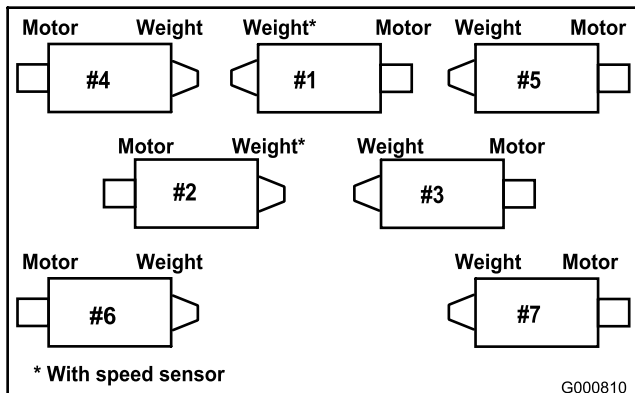 Motor Weight Weight* Motor Weight Motor
#4 #1 #5
Motor Weight* Weight Motor
#2 #3
Motor Weight Weight Motor
#6 #7
* With speed sensor
G000810